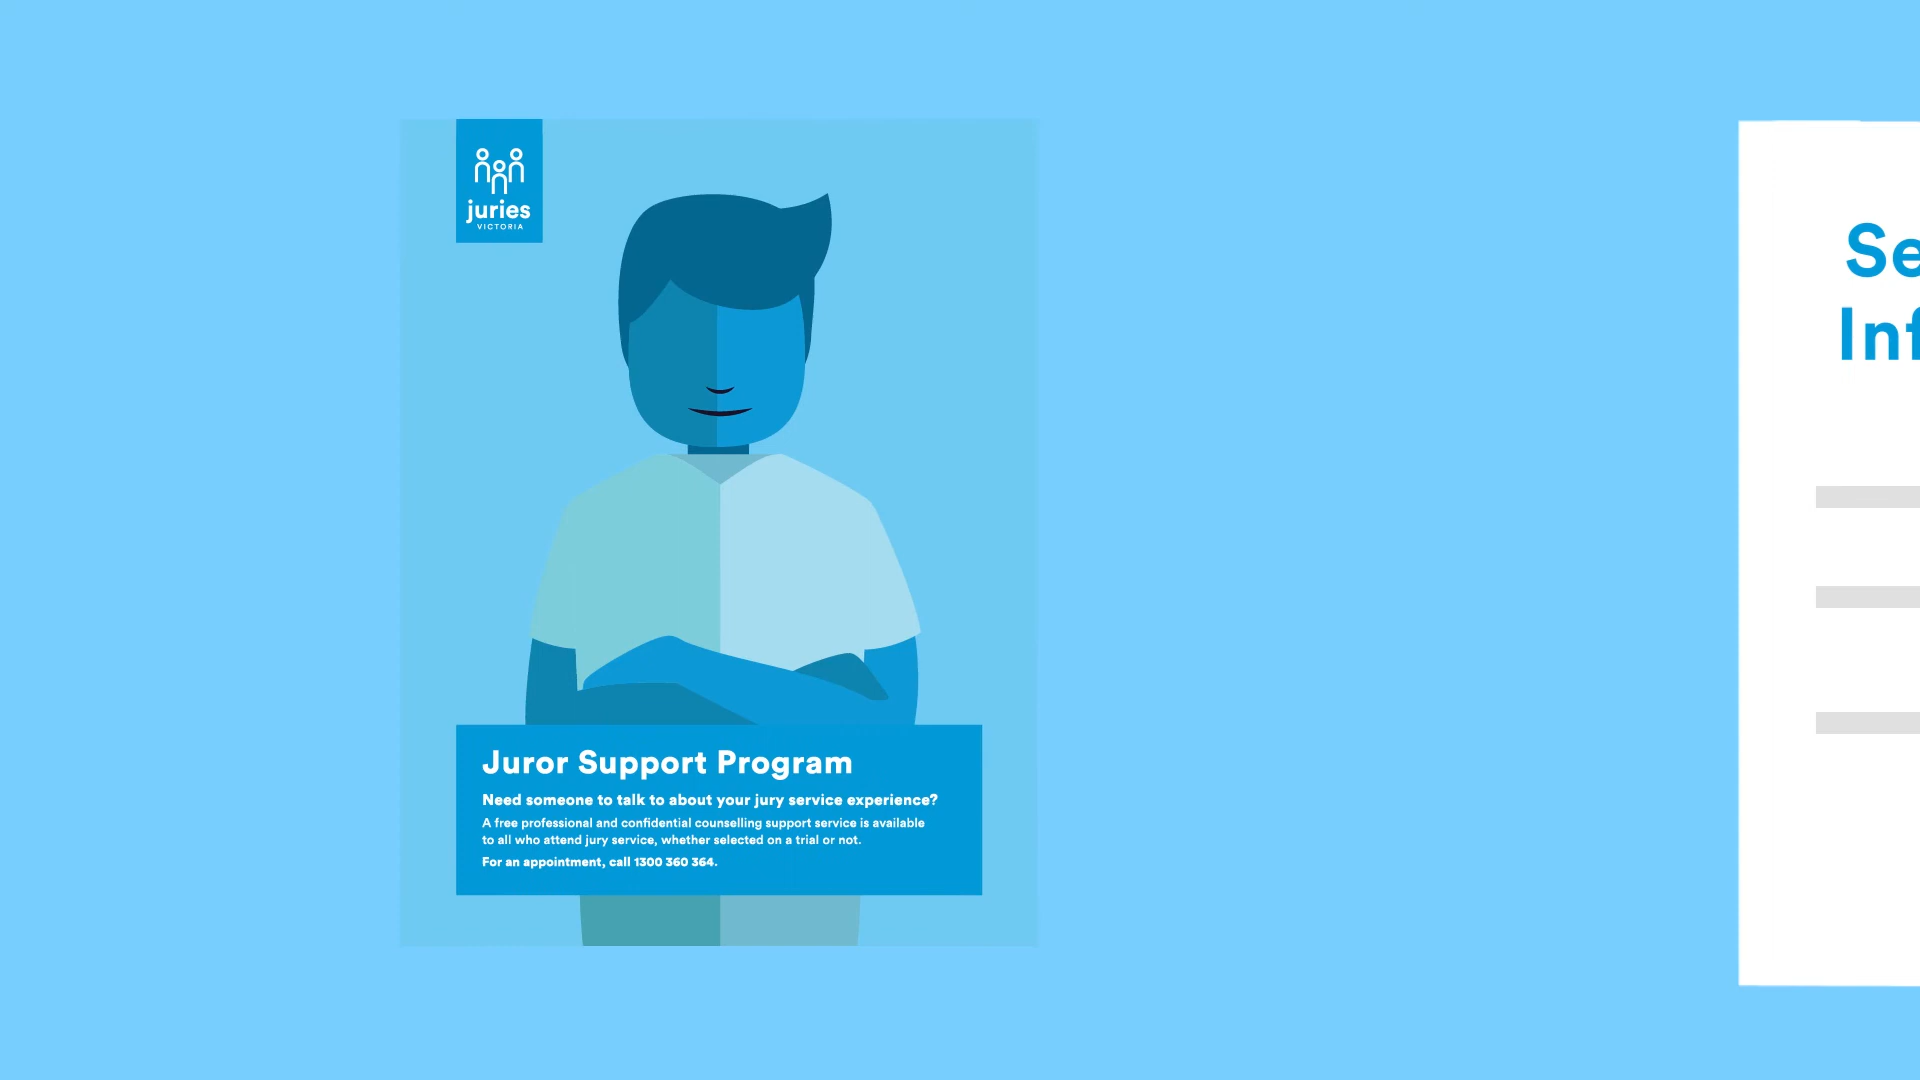 juries
VICTORIA
Juror Support Program
Need someone to talk to about your jury service experience?
A free professional and confidential counselling support service is available
to all who attend jury service, whether selected on a trial or not.
For an appointment, call 1300 360 364.